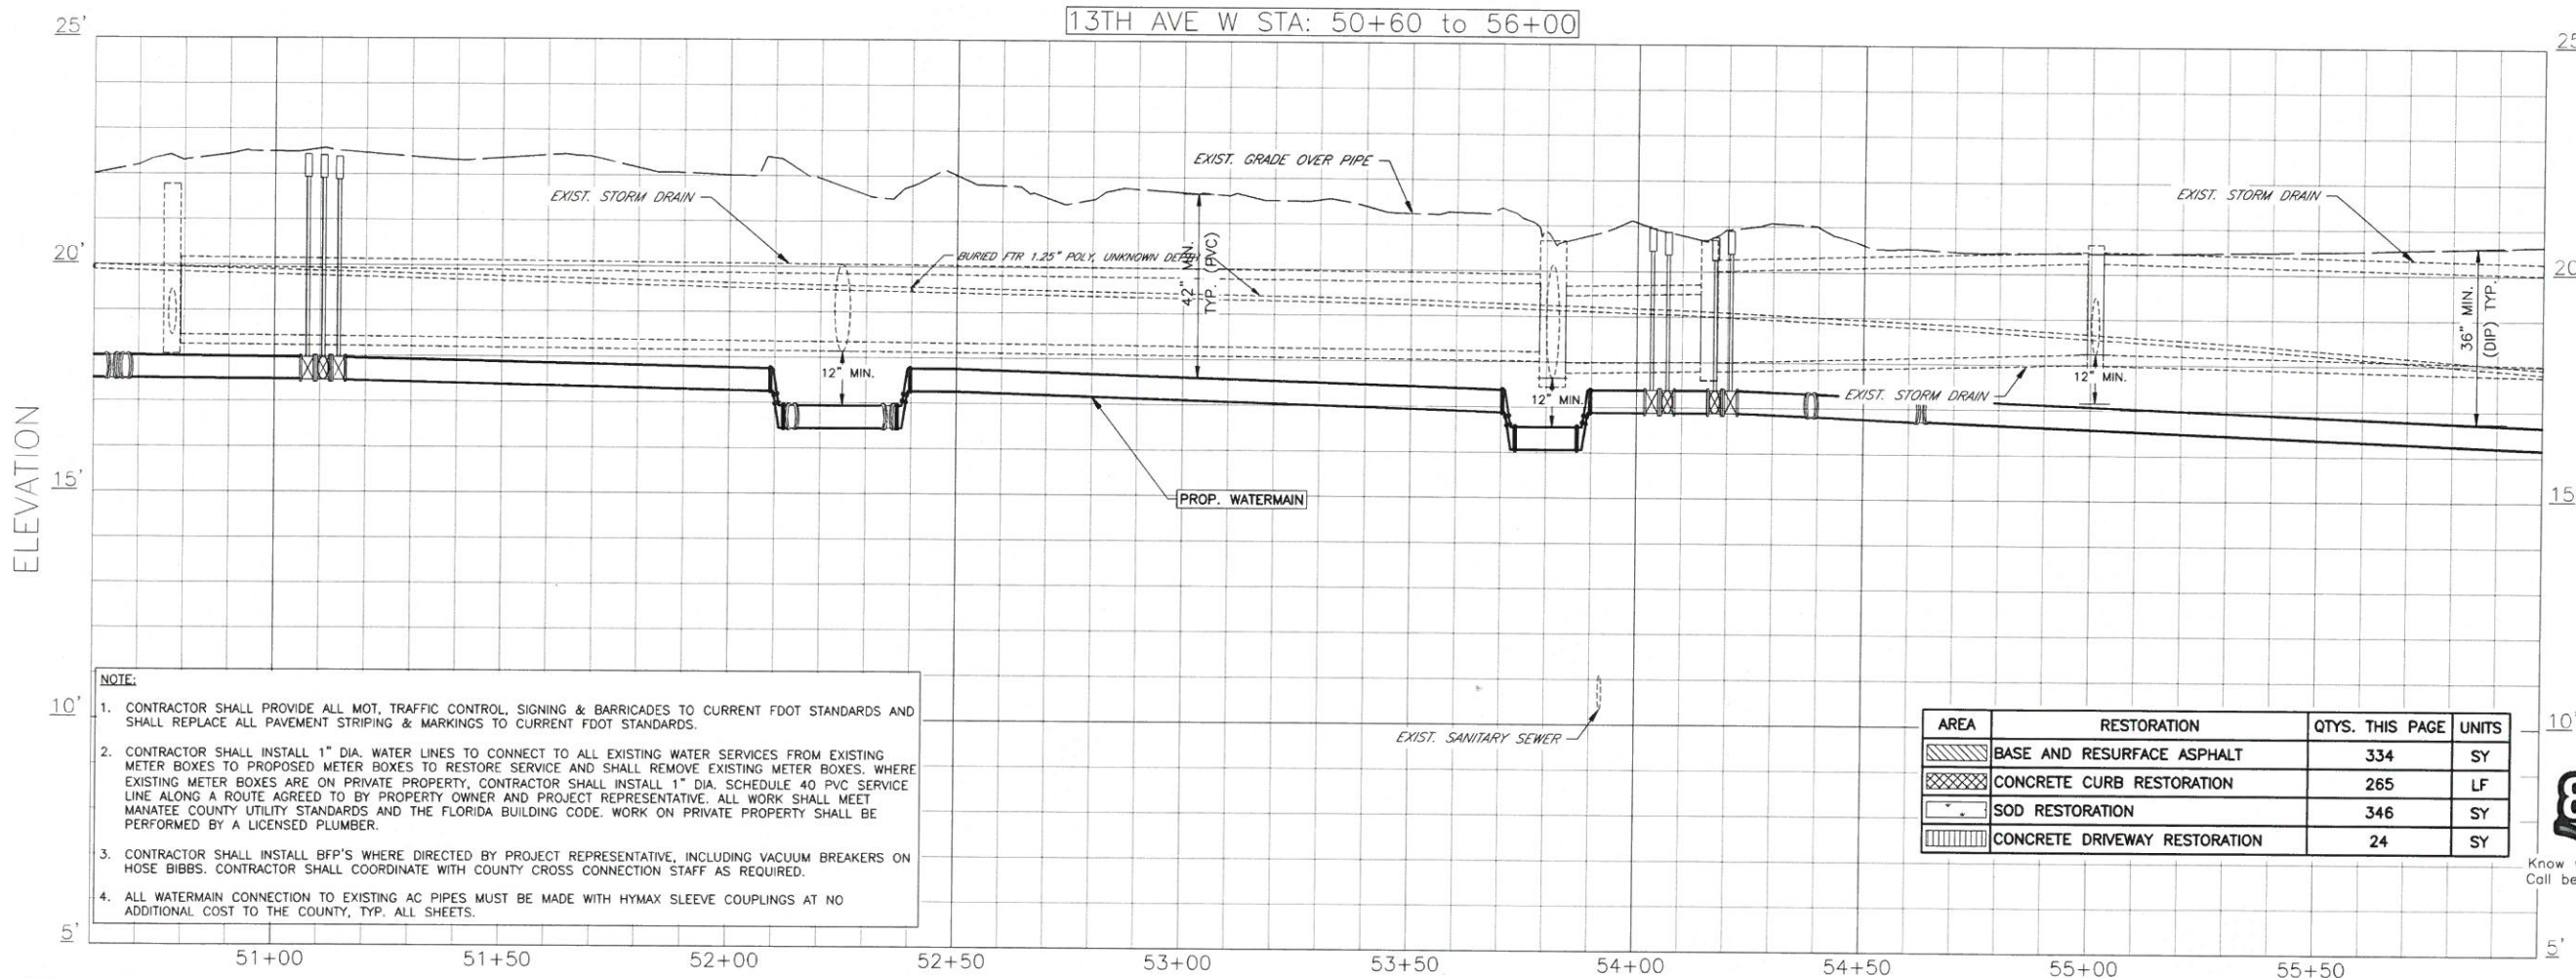 13TH AVE W STA: 50+60 to 56+00
25'
25
EXIST. GRADE OVER PIPE
EXIST. STORM DRAIN
EXIST. STORM DRAIN
20'
20
BURIED FTR 1.25" POLY, UNKNOWN DEPTH
42" MIN.
TYP. (PVC)
36" MIN.
(DIP) TYP.
12" MIN.
12" MIN.
12" MIN.
EXIST. STORM DRAIN
ELEVATION
15'
15
PROP. WATERMAIN
NOTE:
1. CONTRACTOR SHALL PROVIDE ALL MOT, TRAFFIC CONTROL, SIGNING & BARRICADES TO CURRENT FDOT STANDARDS AND
SHALL REPLACE ALL PAVEMENT STRIPING & MARKINGS TO CURRENT FDOT STANDARDS.
2. CONTRACTOR SHALL INSTALL 1" DIA. WATER LINES TO CONNECT TO ALL EXISTING WATER SERVICES FROM EXISTING
METER BOXES TO PROPOSED METER BOXES TO RESTORE SERVICE AND SHALL REMOVE EXISTING METER BOXES. WHERE
EXISTING METER BOXES ARE ON PRIVATE PROPERTY, CONTRACTOR SHALL INSTALL 1" DIA. SCHEDULE 40 PVC SERVICE
LINE ALONG A ROUTE AGREED TO BY PROPERTY OWNER AND PROJECT REPRESENTATIVE. ALL WORK SHALL MEET
MANATEE COUNTY UTILITY STANDARDS AND THE FLORIDA BUILDING CODE. WORK ON PRIVATE PROPERTY SHALL BE
PERFORMED BY A LICENSED PLUMBER.
3. CONTRACTOR SHALL INSTALL BFP'S WHERE DIRECTED BY PROJECT REPRESENTATIVE, INCLUDING VACUUM BREAKERS ON
HOSE BIBBS. CONTRACTOR SHALL COORDINATE WITH COUNTY CROSS CONNECTION STAFF AS REQUIRED.
4. ALL WATERMAIN CONNECTION TO EXISTING AC PIPES MUST BE MADE WITH HYMAX SLEEVE COUPLINGS AT NO
ADDITIONAL COST TO THE COUNTY, TYP. ALL SHEETS.
10'
10'
EXIST. SANITARY SEWER
AREA RESTORATION QTYS. THIS PAGE UNITS
BASE AND RESURFACE ASPHALT 334 SY
CONCRETE CURB RESTORATION 265 LF
SOD RESTORATION 346 SY
CONCRETE DRIVEWAY RESTORATION 24 SY
8
Know
Call be
5'
5'
51+00 51+50 52+00 52+50 53+00 53+50 54+00 54+50 55+00 55+50